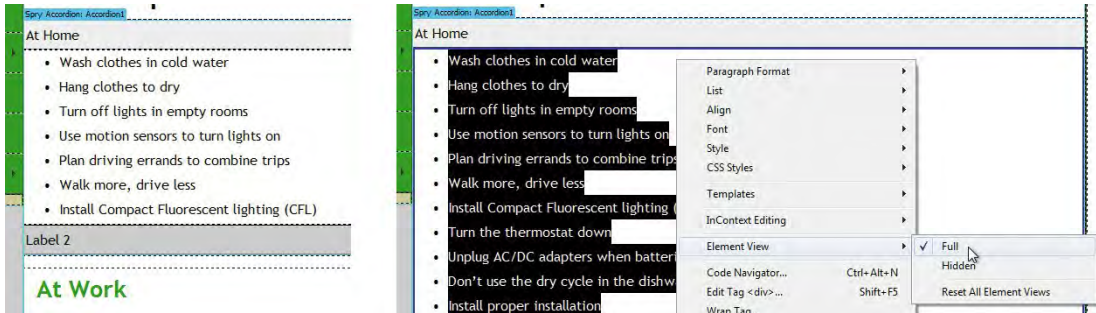 Spry Accordion: Accordion1
At Home
• Wash clothes in cold water
• Hang clothes to dry
• Turn off lights in empty rooms
• Use motion sensors to turn lights on
• Plan driving errands to combine trips
• Walk more, drive less
• Install Compact Fluorescent lighting (CFL)
Label 2
At Work
Spry Accordion: Accordion1
At Home
• Wash clothes in cold water
• Hang clothes to dry
• Turn off lights in empty rooms
• Use motion sensors to turn lights on
• Plan driving errands to combine trips
• Walk more, drive less
• Install Compact Fluorescent lighting (
• Turn the thermostat down
• Unplug AC/DC adapters when batteri
• Don't use the dry cycle in the dishw
• Install proper installation
Paragraph Format
List
Align
Font
Style
CSS Styles
Templates
InContext Editing
Element View
Code Navigator... Ctrl+Alt+N
Edit Tag <div>... Shift+F5
Wrap Tag
✓ Full
Hidden
Reset All Element Views